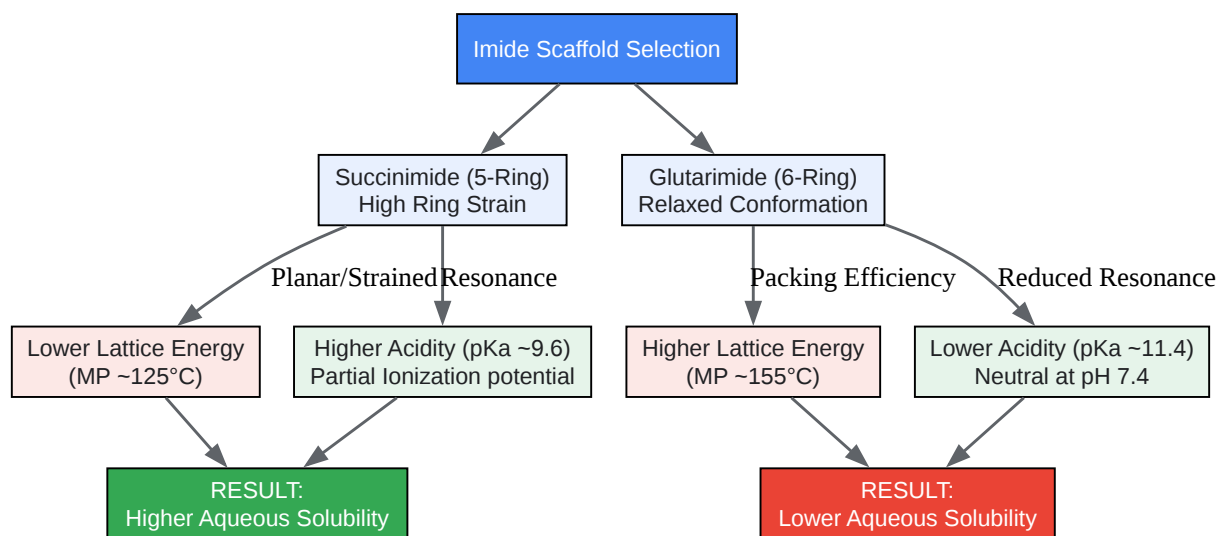 Imide Scaffold Selection
Succinimide (5-Ring)
High Ring Strain
Glutarimide (6-Ring)
Relaxed Conformation
Planar/Strained
Resonance
Packing Efficiency
Reduced Resonance
Lower Lattice Energy
(MP ~125°C)
Higher Acidity (pKa ~9.6)
Partial Ionization potential
Higher Lattice Energy
(MP ~155°C)
Lower Acidity (pKa ~11.4)
Neutral at pH 7.4
RESULT:
Higher Aqueous Solubility
RESULT:
Lower Aqueous Solubility